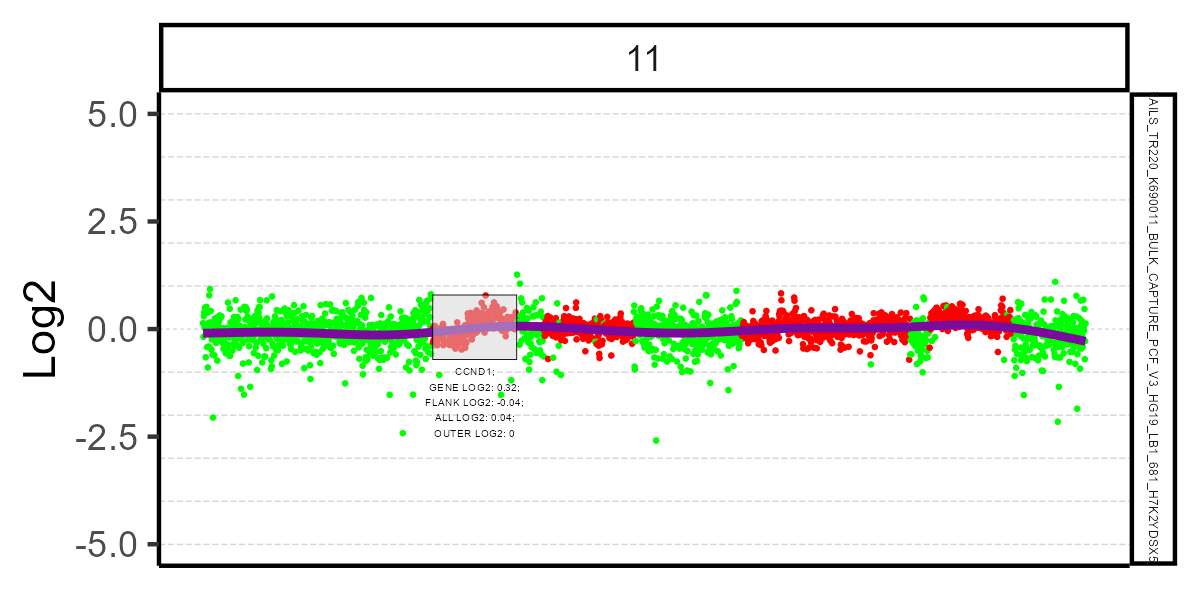 11
5.0
2.5
0.0
-2.5
-5.0
Log2
CCND1;
GENE LOG2: 0.32;
FLANK LOG2: -0.04;
ALL LOG2: 0.04;
OUTER LOG2: 0
AILS_TR220_K690011_BULK_CAPTURE_PCF_V3_HG19_LB1_681_H7K2YDSX5